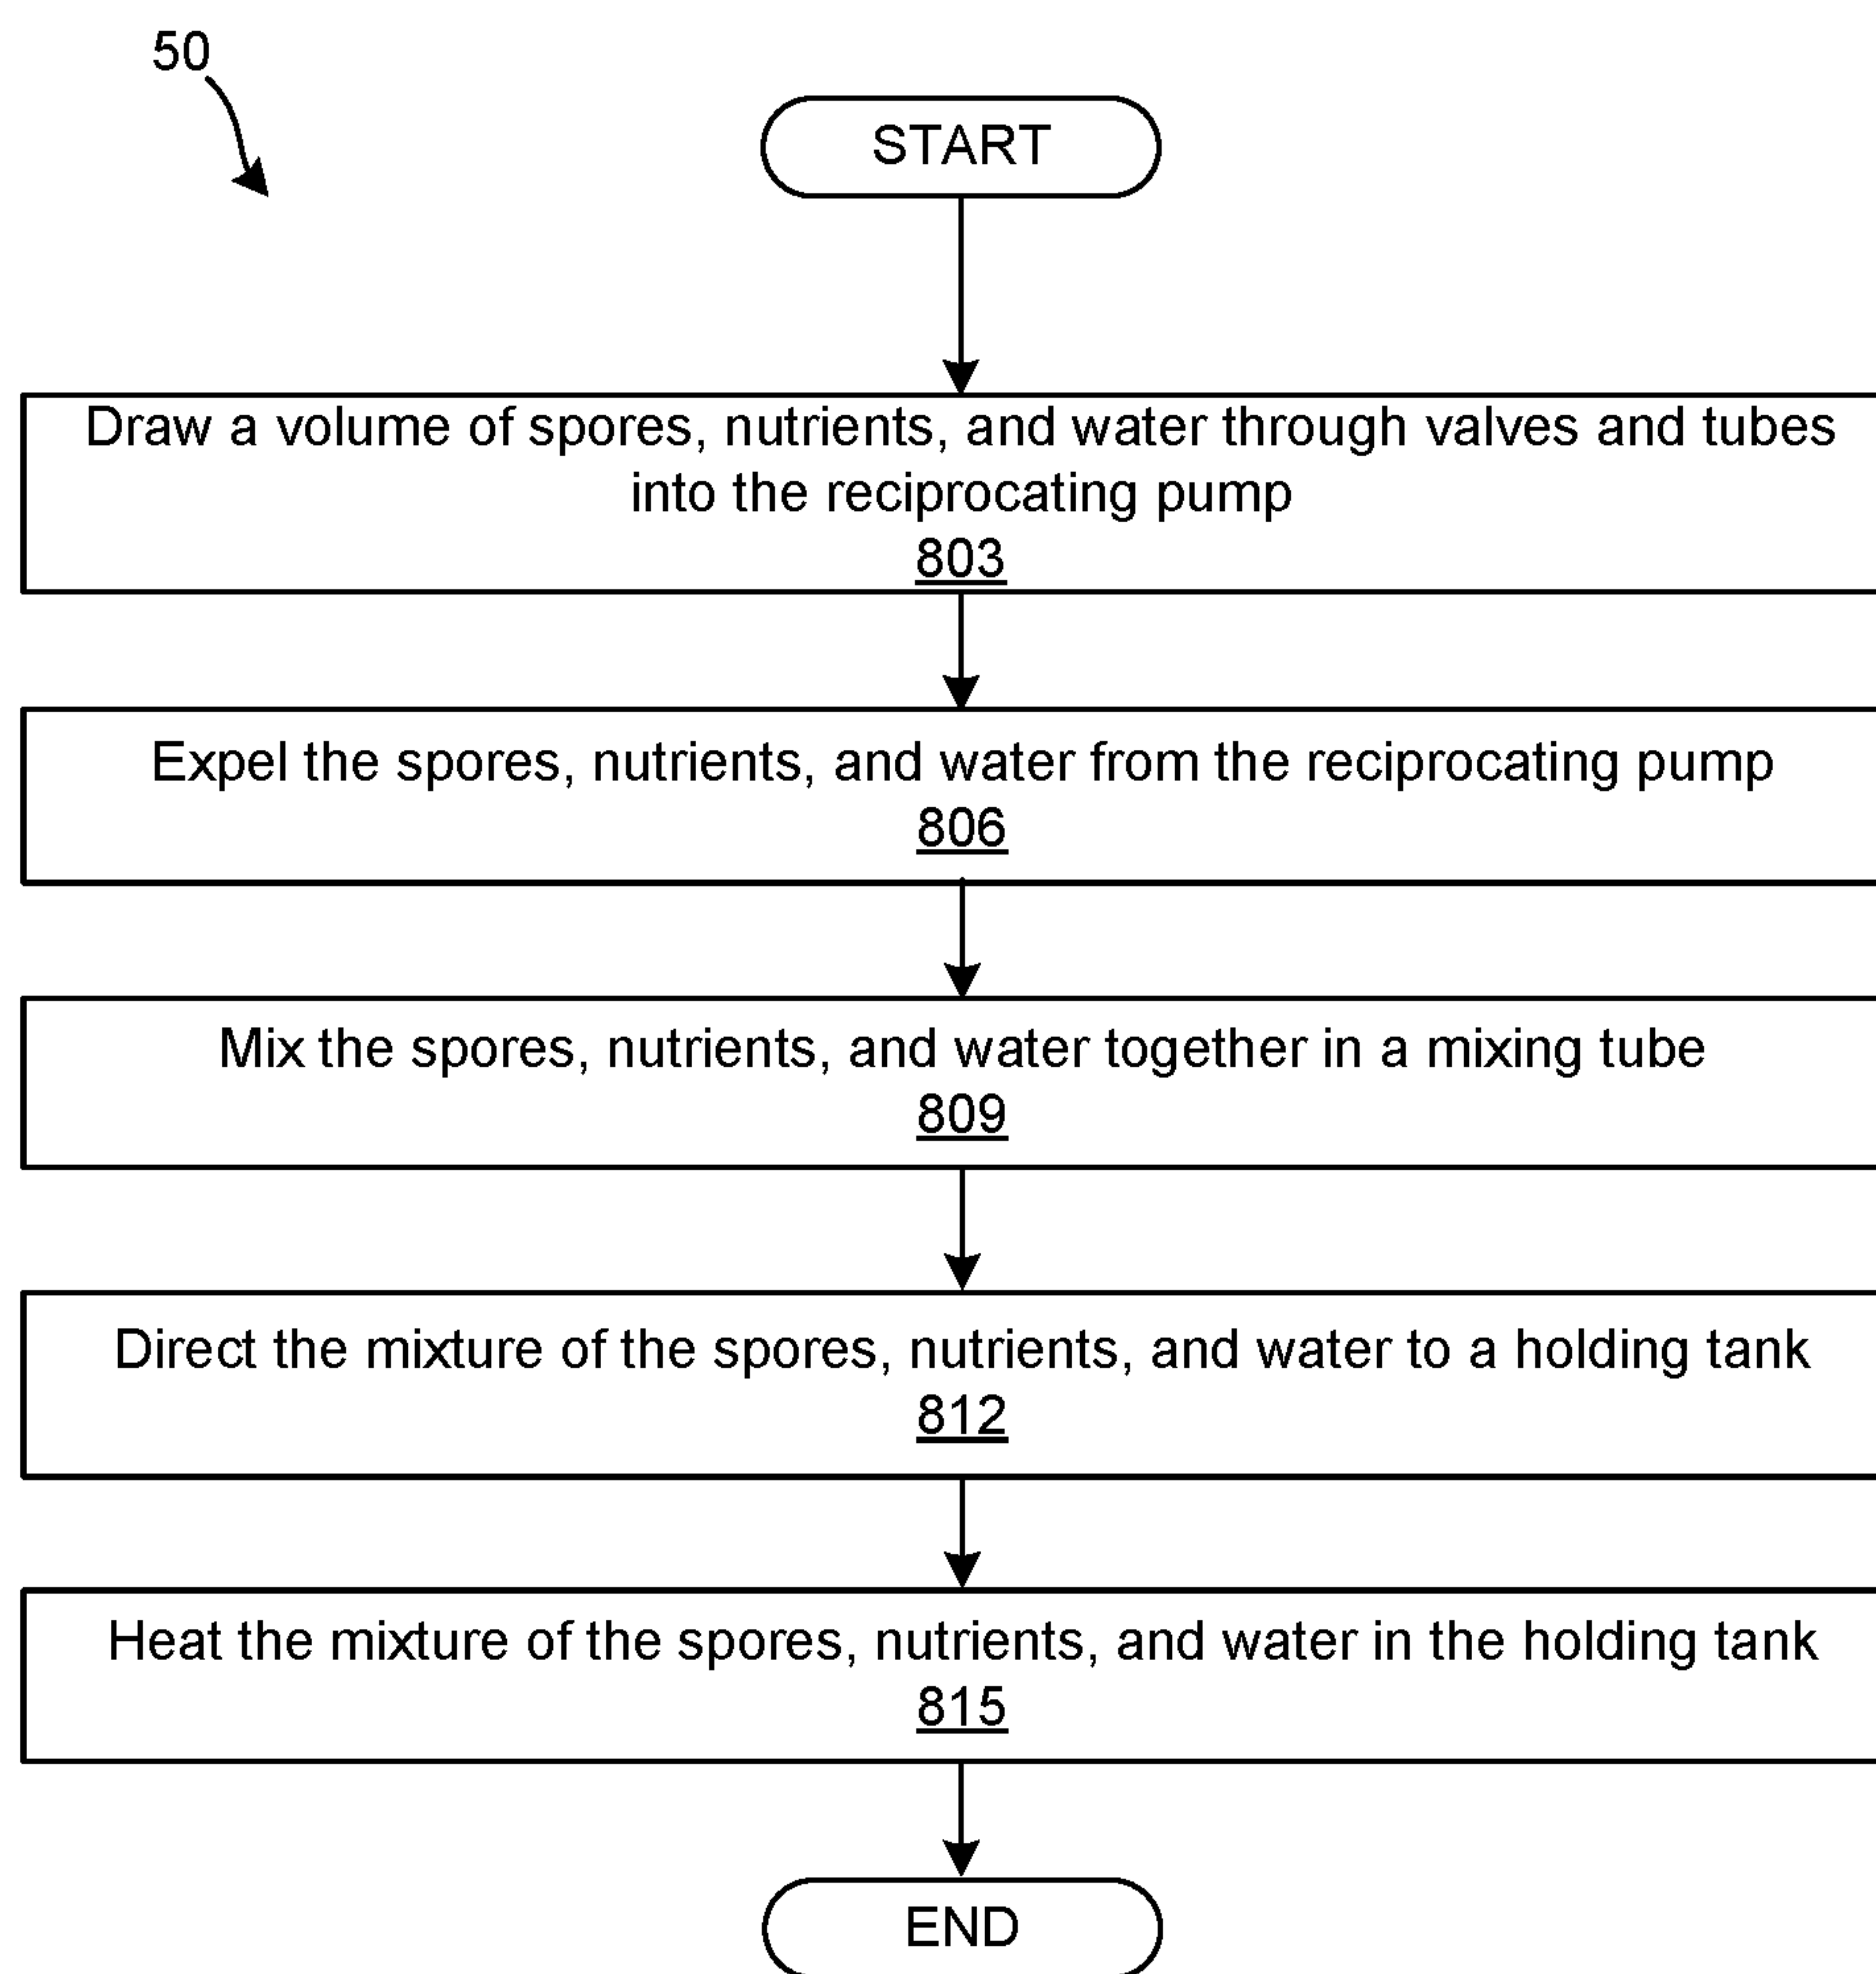 50
START
Draw a volume of spores, nutrients, and water through valves and tubes
into the reciprocating pump
803
Expel the spores, nutrients, and water from the reciprocating pump
806
Mix the spores, nutrients, and water together in a mixing tube
809
Direct the mixture of the spores, nutrients, and water to a holding tank
812
Heat the mixture of the spores, nutrients, and water in the holding tank
815
END